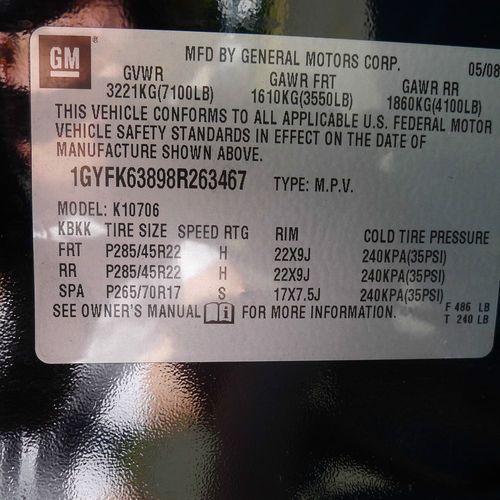 GM ® MFD BY GENERAL MOTORS CORP. 05/08
GVWR GAWR FRT GAWR RR
3221KG(7100LB) 1610KG(3550LB) 1860KG(4100LB)
THIS VEHICLE CONFORMS TO ALL APPLICABLE U.S. FEDERAL MOTOR
VEHICLE SAFETY STANDARDS IN EFFECT ON THE DATE OF
MANUFACTURE SHOWN ABOVE.
1GYFK63898R263467 TYPE: M.P.V.
MODEL: K10706
KBKK TIRE SIZE SPEED RTG RIM COLD TIRE PRESSURE
FRT P285/45R22 H 22X9J 240KPA(35PSI)
RR P285/45R22 H 22X9J 240KPA(35PSI)
SPA P265/70R17 S 17X7.5J 240KPA(35PSI)
SEE OWNER'S MANUAL i FOR MORE INFORMATION. F 486 LB
T 240 LB